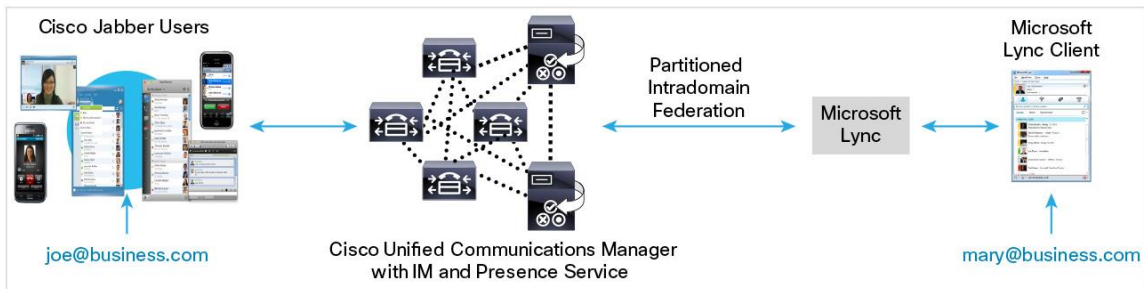 Cisco Jabber Users
joe@business.com
Cisco Unified Communications Manager
with IM and Presence Service
Partitioned
Intradomain
Federation
Microsoft
Lync
Microsoft
Lync Client
mary@business.com